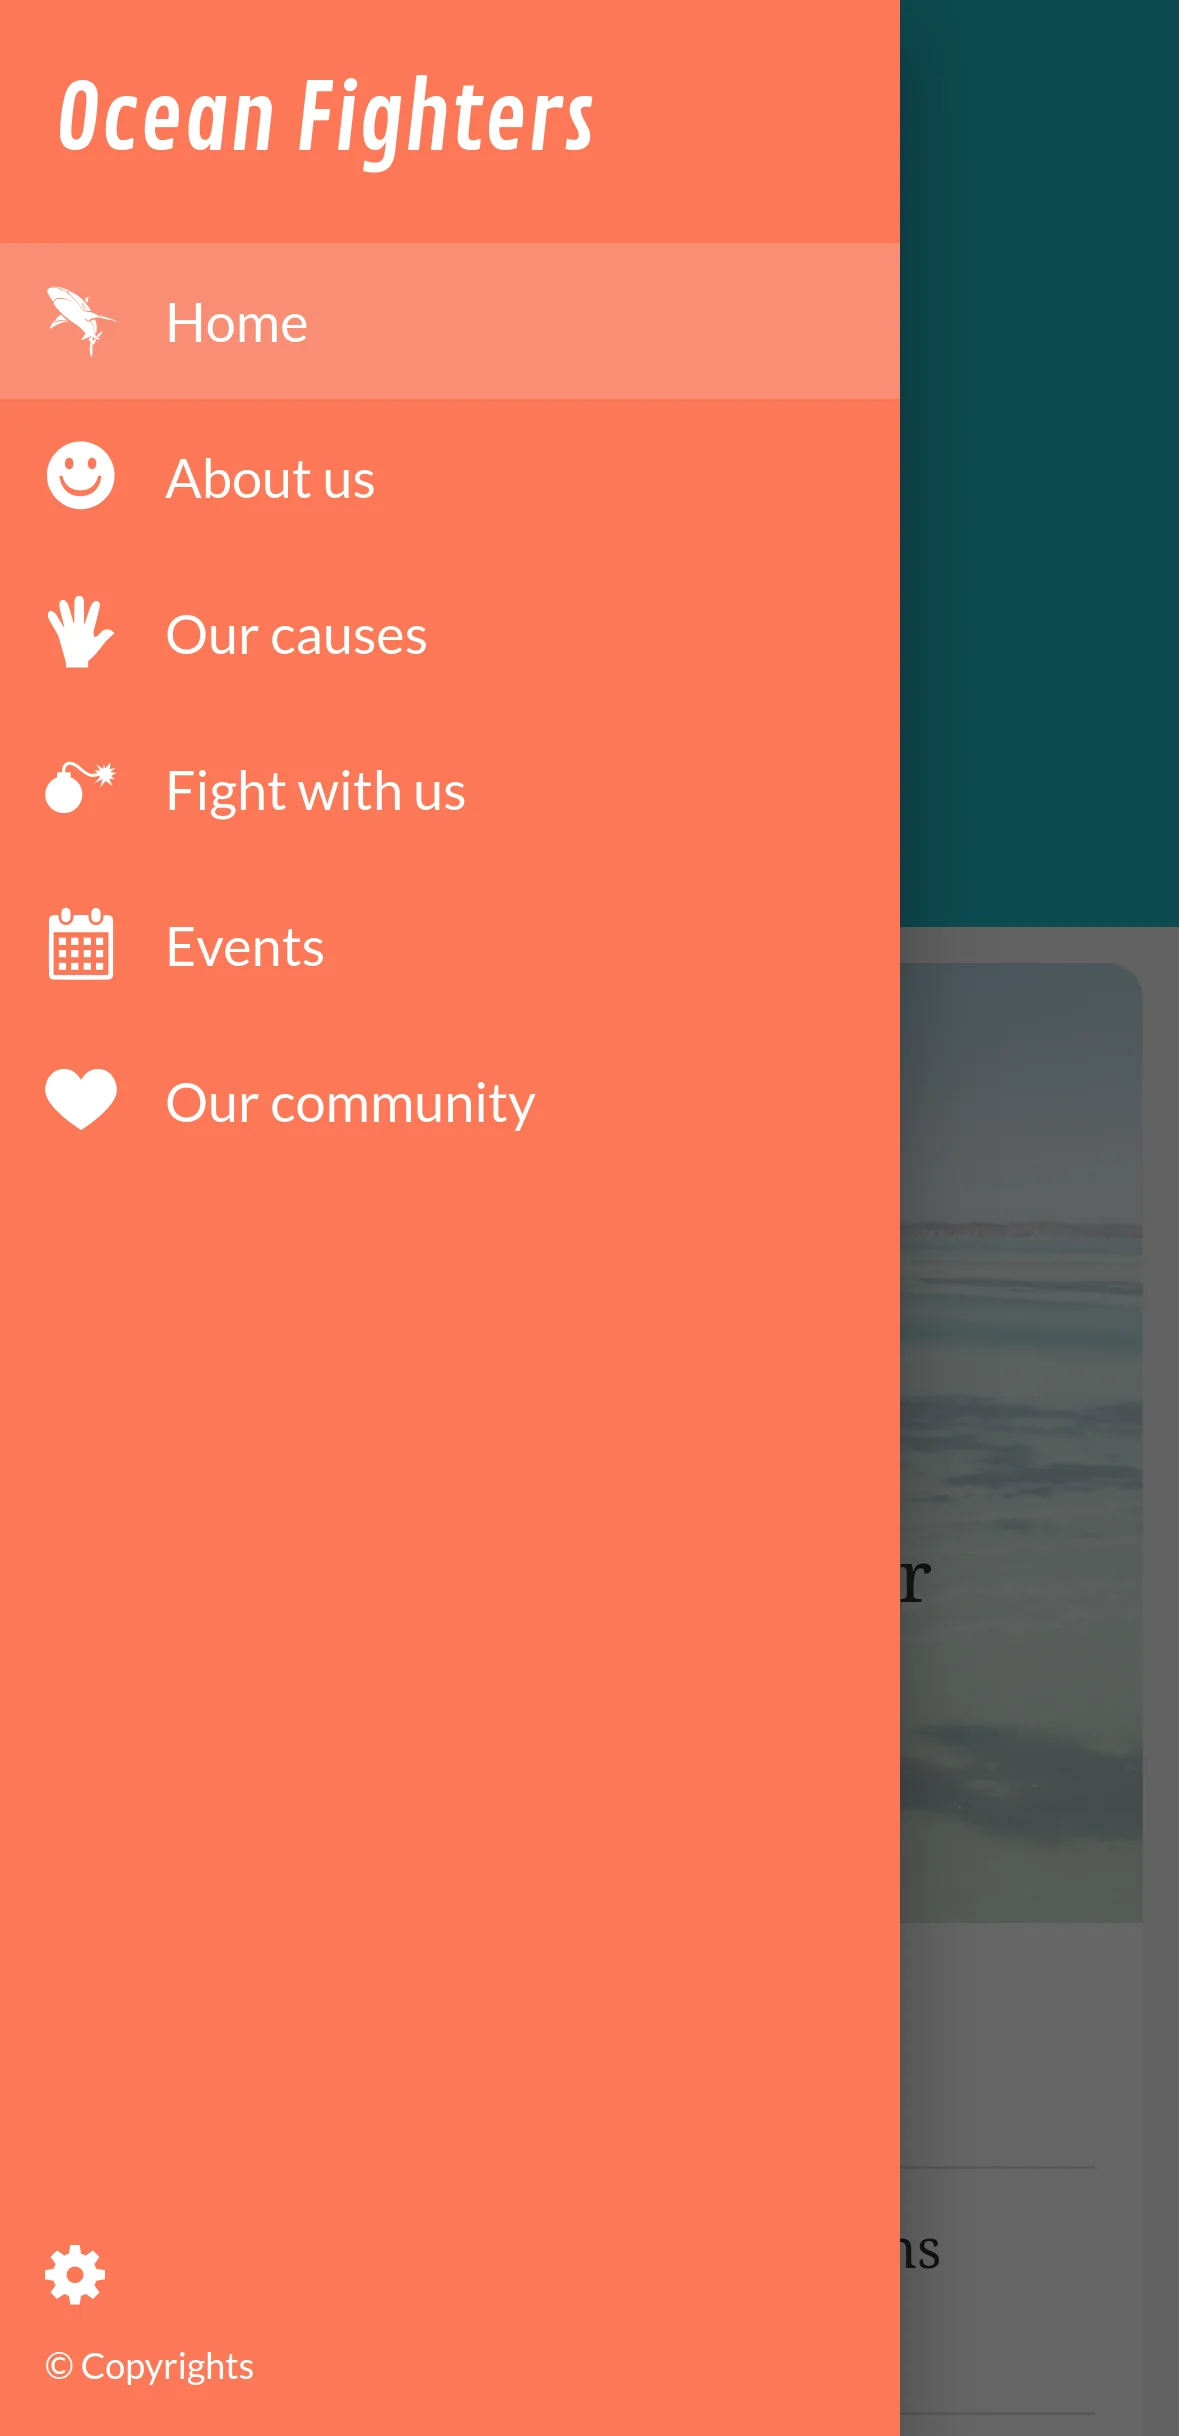 Ocean Fighters
Home
About us
Our causes
Fight with us
Events
Our community
r
ns
© Copyrights